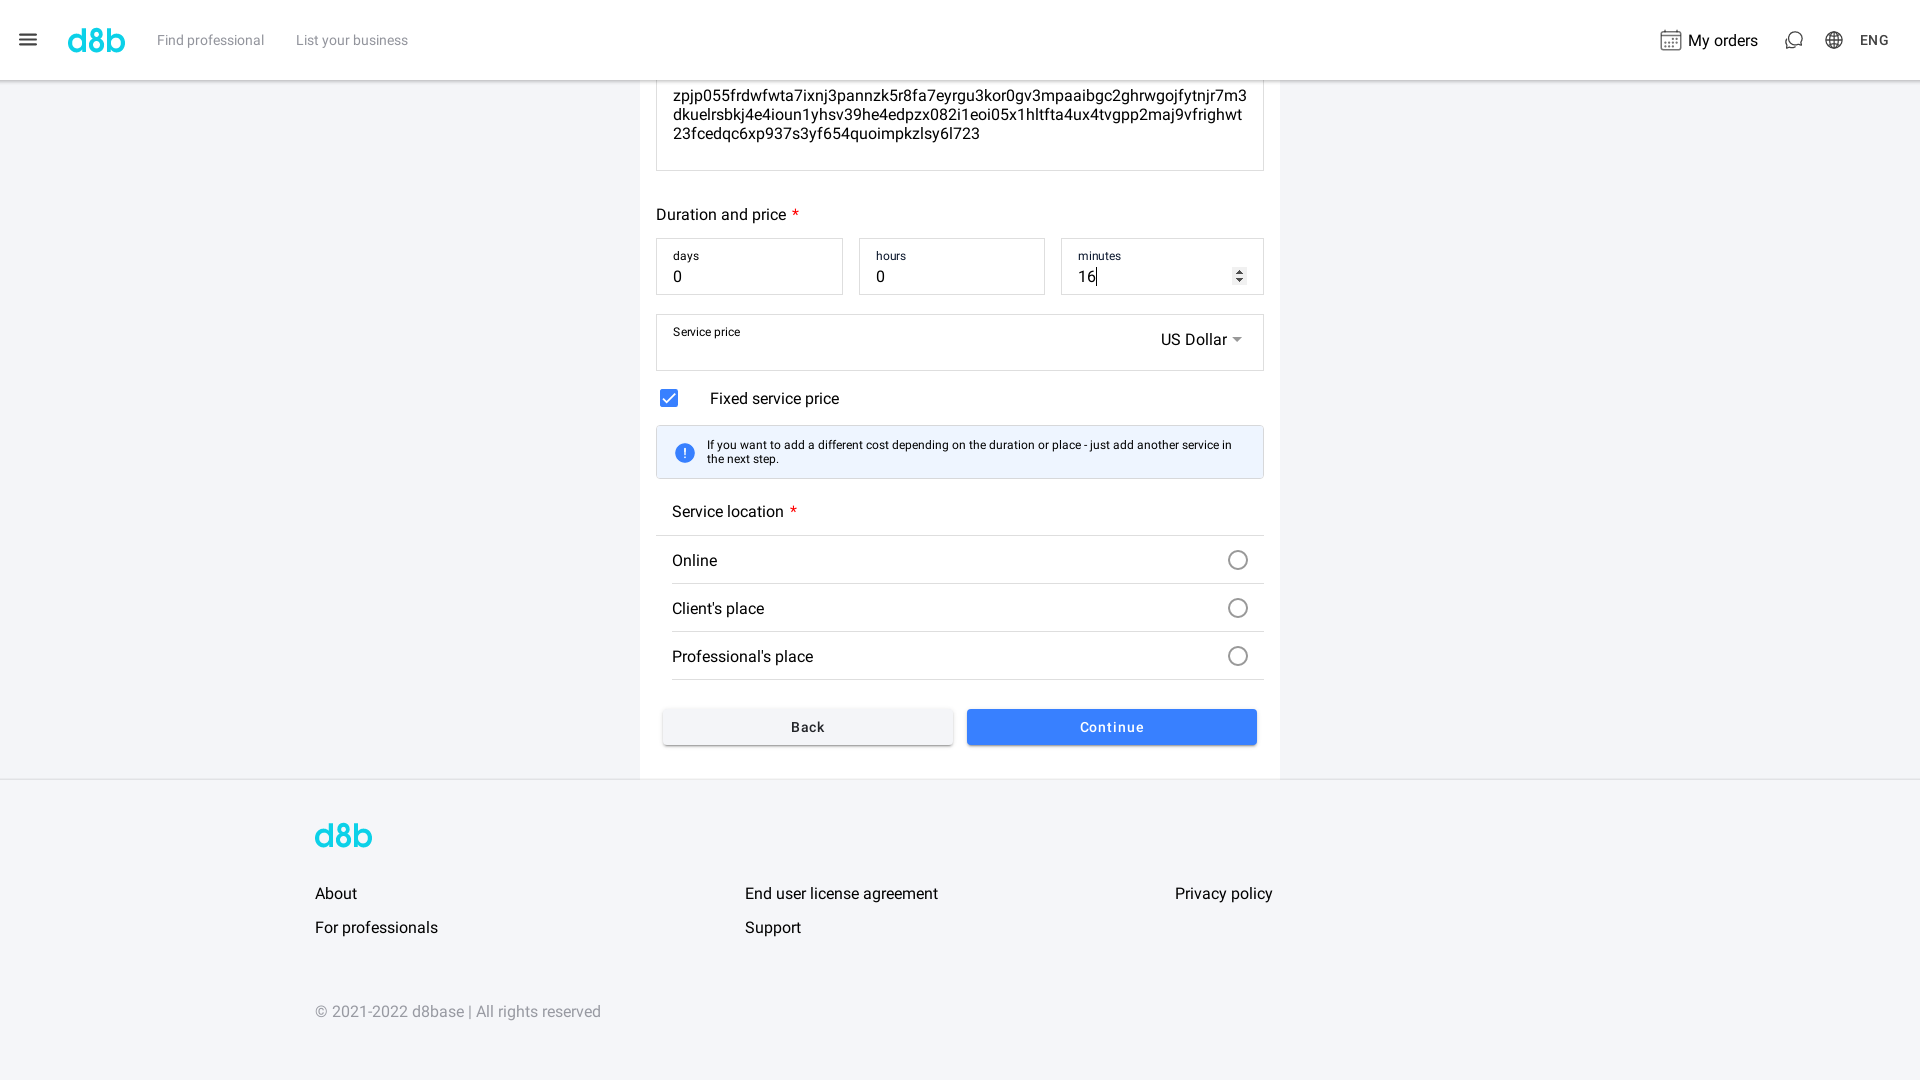 d8b
Find professional
List your business
My orders
ENG
zpjp055frdwfwta7ixnj3pannzk5r8fa7eyrgu3kor0gv3mpaaibgc2ghrwgojfytnjr7m3
dkuelrsbkj4e4ioun1yhsv39he4edpzx082i1eoi05x1hltfta4ux4tvgpp2maj9vfrighwt
23fcedqc6xp937s3yf654quoimpkzlsy6l723
Duration and price *
days
0
hours
0
minutes
16
Service price
US Dollar
Fixed service price
If you want to add a different cost depending on the duration or place - just add another service in
the next step.
Service location *
Online
Client's place
Professional's place
Back
Continue
d8b
About
End user license agreement
Privacy policy
For professionals
Support
© 2021-2022 d8base | All rights reserved